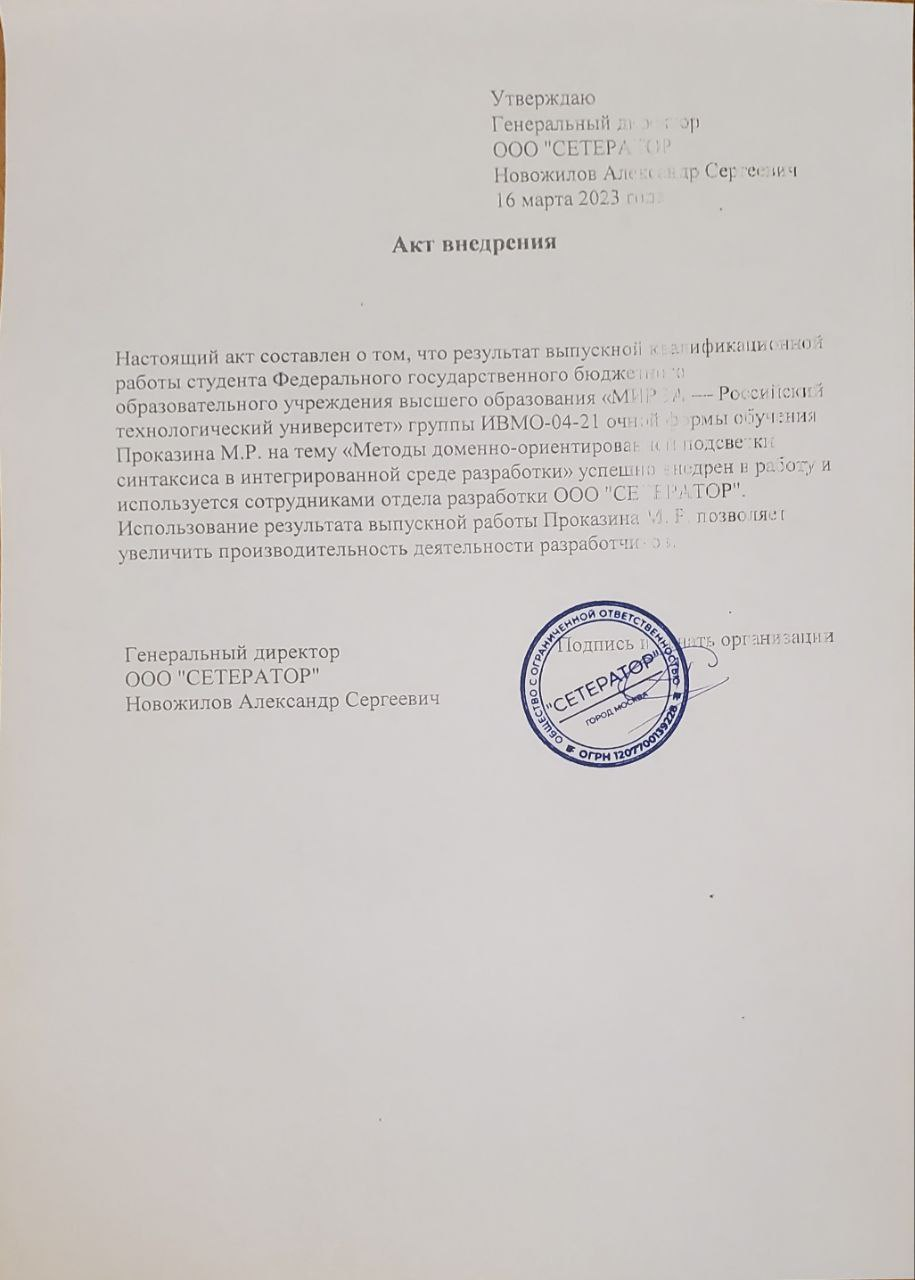 Утверждаю
Генеральный директор
ООО "СЕТЕРАТОР"
Новожилов Александр Сергеевич
16 марта 2023 года
Акт внедрения
Настоящий акт составлен о том, что результат выпускной квалификационной
работы студента Федерального государственного бюджетного
образовательного учреждения высшего образования «МИРЭА — Российский
технологический университет» группы ИВМО-04-21 очной формы обучения
Проказина М.Р. на тему «Методы доменно-ориентированной подсветки
синтаксиса в интегрированной среде разработки» успешно внедрен в работу и
используется сотрудниками отдела разработки ООО "СЕТЕРАТОР".
Использование результата выпускной работы Проказина М. Р. позволяет
увеличить производительность деятельности разработчиков.
Генеральный директор
ООО "СЕТЕРАТОР"
Новожилов Александр Сергеевич
Подпись и печать организации
ОБЩЕСТВО С ОГРАНИЧЕННОЙ ОТВЕТСТВЕННОСТЬЮ
"СЕТЕРАТОР"
ГОРОД МОСКВА
ОГРН 1207700139228